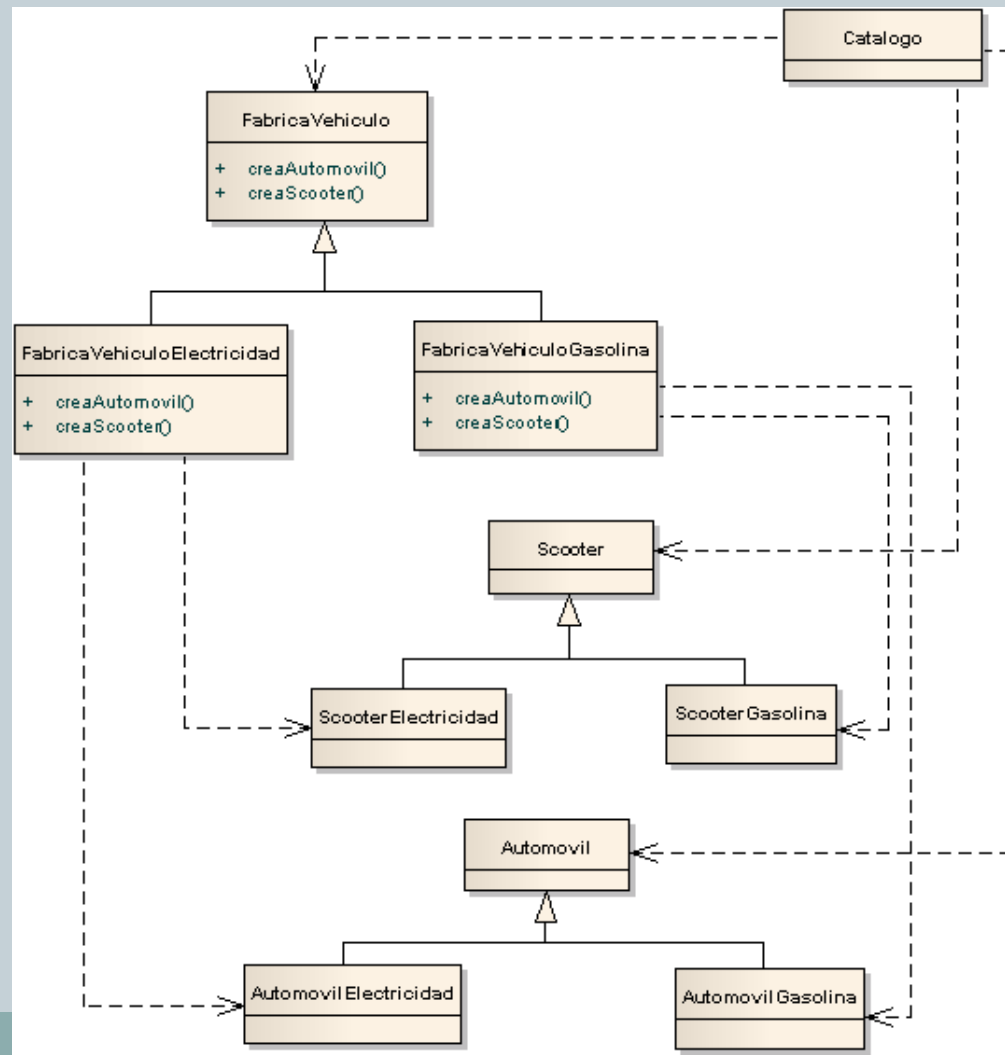 Catalogo
FabricaVehiculo
+ creaAutomovil()
+ creaScooter()
FabricaVehiculoElectricidad
+ creaAutomovil()
+ creaScooter()
FabricaVehiculoGasolina
+ creaAutomovil()
+ creaScooter()
Scooter
ScooterElectricidad
ScooterGasolina
Automovil
AutomovilElectricidad
AutomovilGasolina